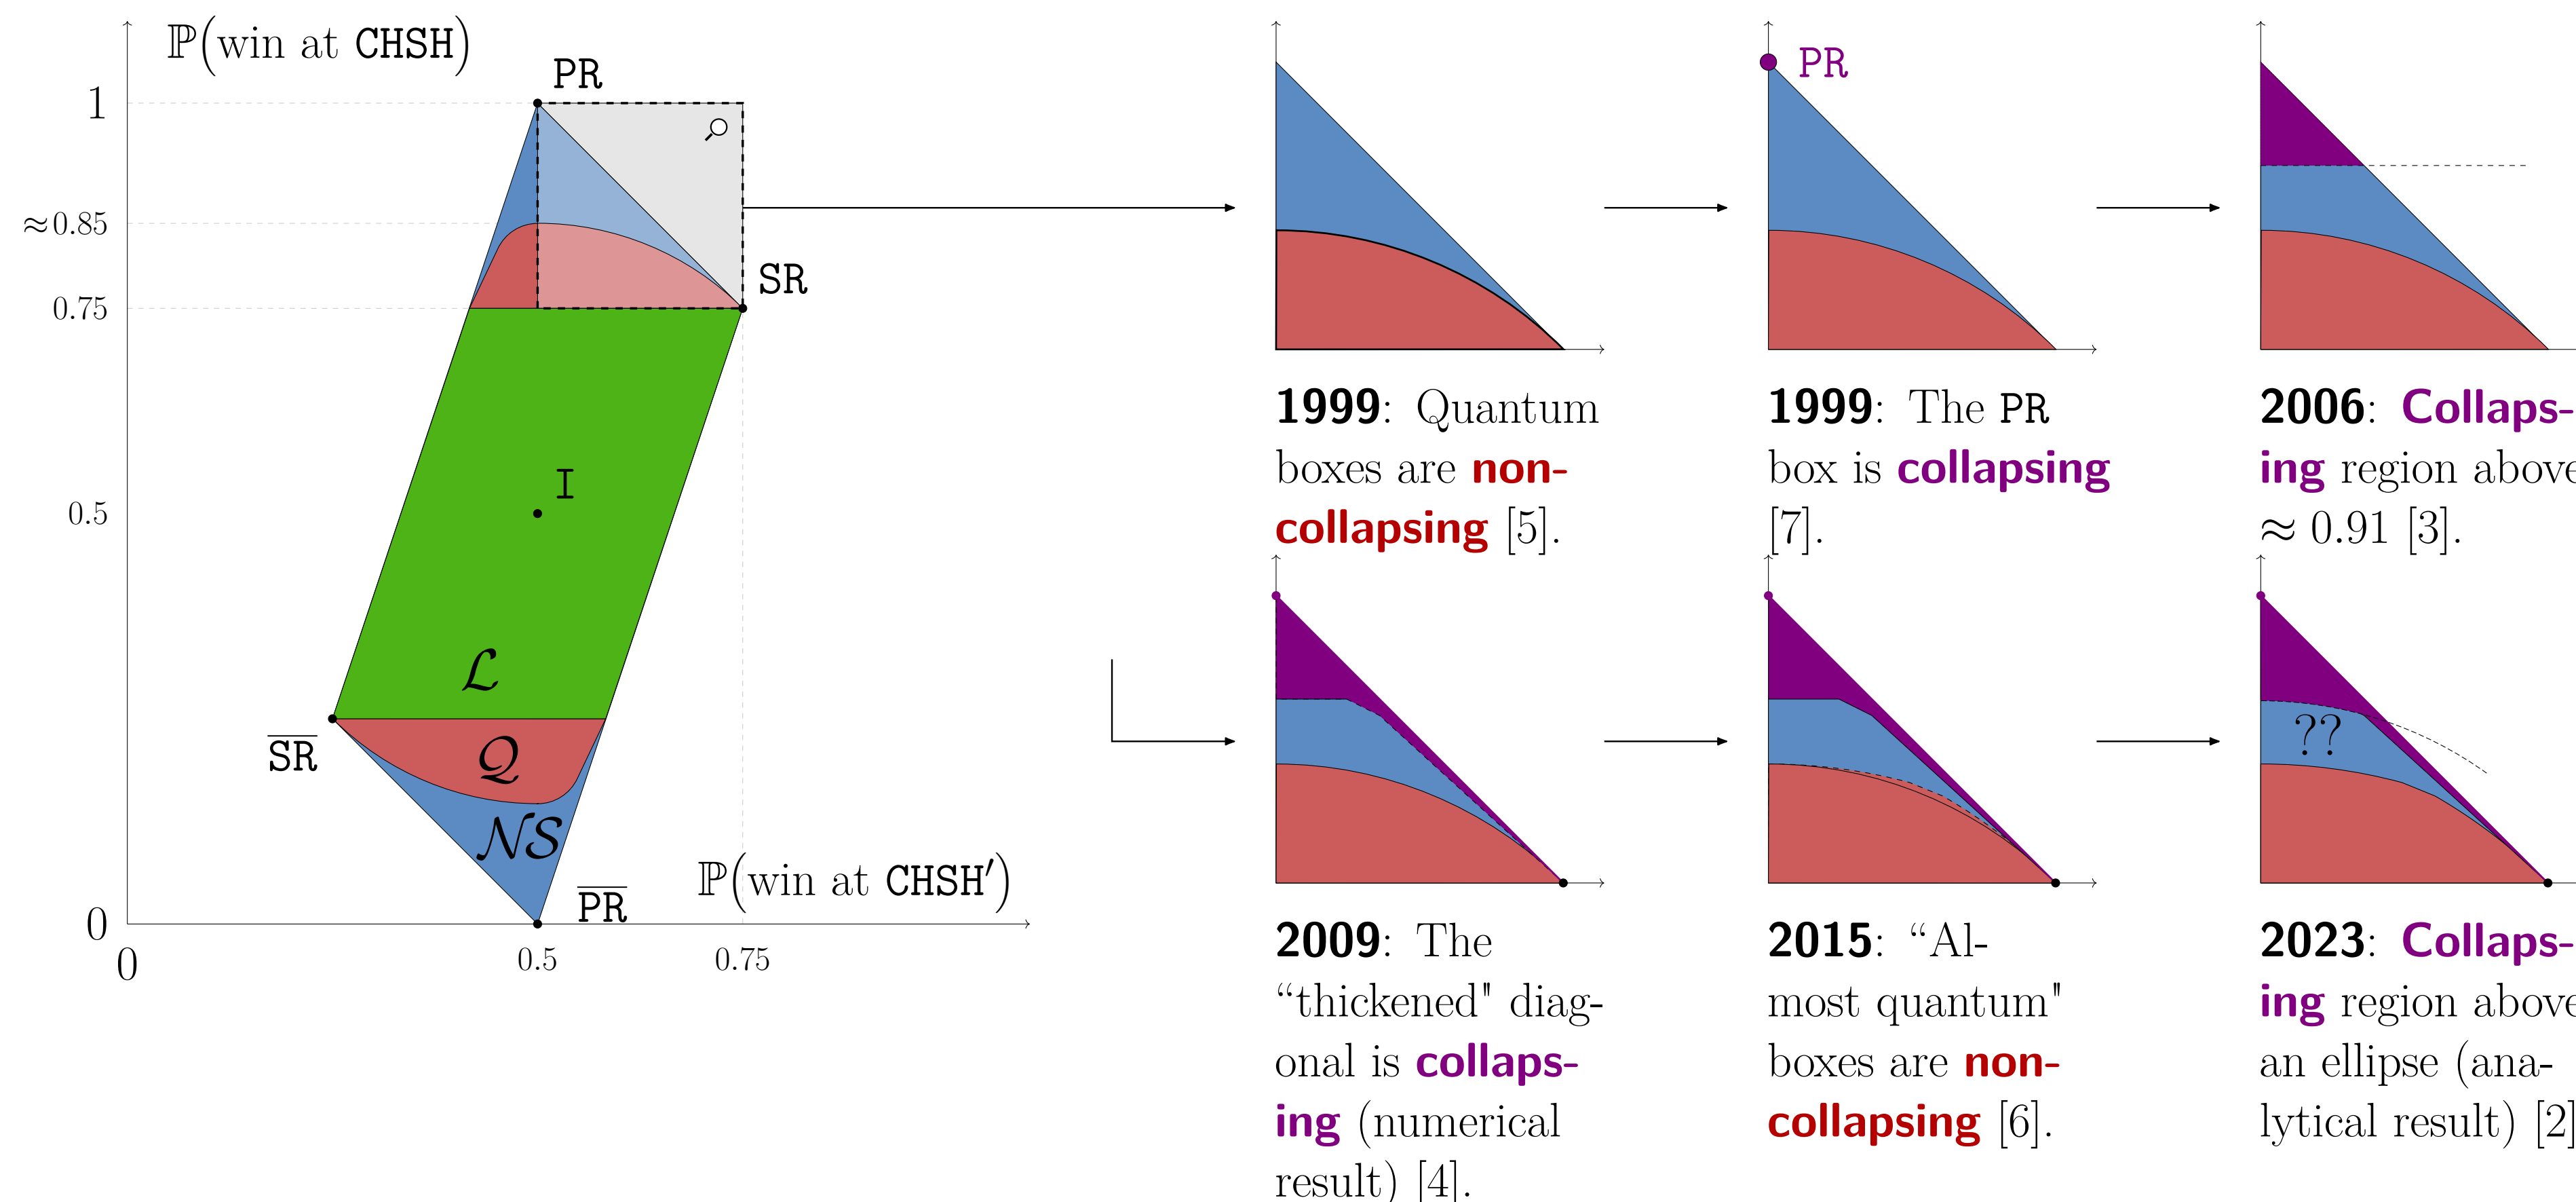 ℙ(win at CHSH)
PR
1
≈0.85
SR
0.75
I
0.5
ℒ
SR̅
𝒬
𝒩𝒮
ℙ(win at CHSH′)
PR̅
0
0
0.5
0.75
1999: Quantum
boxes are non-
collapsing [5].
PR
1999: The PR
box is collapsing
[7].
2006: Collaps-
ing region above
≈ 0.91 [3].
2009: The
“thickened" diag-
onal is collaps-
ing (numerical
result) [4].
2015: “Al-
most quantum"
boxes are non-
collapsing [6].
??
2023: Collaps-
ing region above
an ellipse (ana-
lytical result) [2]